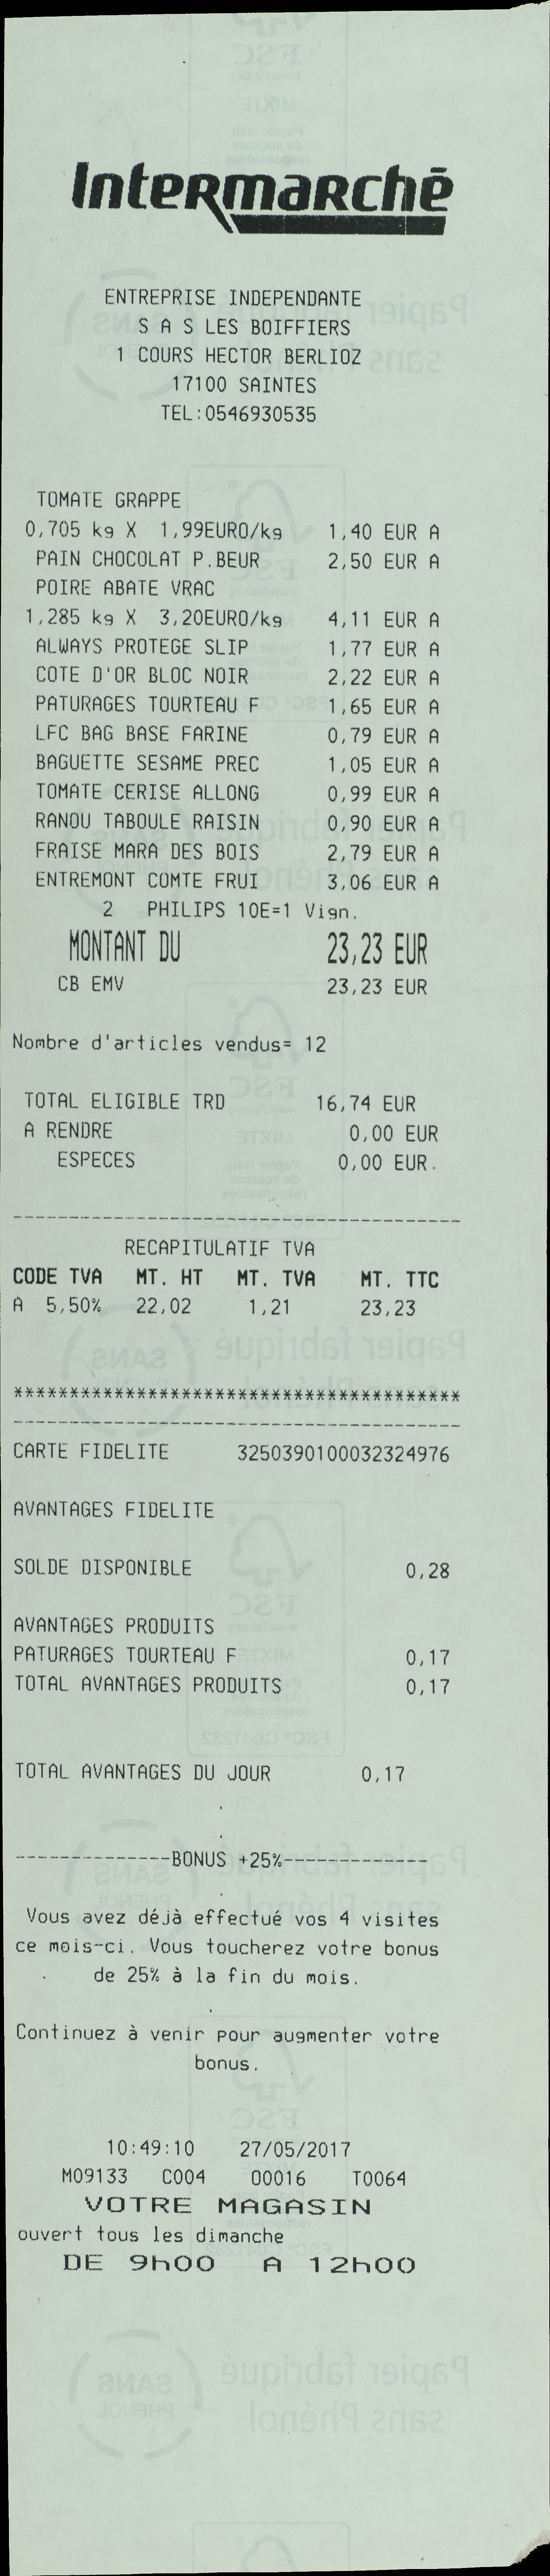 InteRmaRchē
ENTREPRISE INDEPENDANTE
S A S LES BOIFFIERS
1 COURS HECTOR BERLIOZ
17100 SAINTES
TEL:0546930535
TOMATE GRAPPE
0,705 kg X 1,99EURO/kg 1,40 EUR A
PAIN CHOCOLAT P.BEUR 2,50 EUR A
POIRE ABATE VRAC
1,285 kg X 3,20EURO/kg 4,11 EUR A
ALWAYS PROTEGE SLIP 1,77 EUR A
COTE D'OR BLOC NOIR 2,22 EUR A
PATURAGES TOURTEAU F 1,65 EUR A
LFC BAG BASE FARINE 0,79 EUR A
BAGUETTE SESAME PREC 1,05 EUR A
TOMATE CERISE ALLONG 0,99 EUR A
RANOU TABOULE RAISIN 0,90 EUR A
FRAISE MARA DES BOIS 2,79 EUR A
ENTREMONT COMTE FRUI 3,06 EUR A
2 PHILIPS 10E=1 Vign.
MONTANT DU 23,23 EUR
CB EMV 23,23 EUR
Nombre d'articles vendus= 12
TOTAL ELIGIBLE TRD 16,74 EUR
A RENDRE 0,00 EUR
ESPECES 0,00 EUR.
----------------------------------------
RECAPITULATIF TVA
CODE TVA MT. HT MT. TVA MT. TTC
A 5,50% 22,02 1,21 23,23
****************************************
----------------------------------------
CARTE FIDELITE 3250390100032324976
AVANTAGES FIDELITE
SOLDE DISPONIBLE 0,28
AVANTAGES PRODUITS
PATURAGES TOURTEAU F 0,17
TOTAL AVANTAGES PRODUITS 0,17
TOTAL AVANTAGES DU JOUR 0,17
--------------BONUS +25%-------------
Vous avez déjà effectué vos 4 visites
ce mois-ci. Vous toucherez votre bonus
de 25% à la fin du mois.
Continuez à venir pour augmenter votre
bonus.
10:49:10 27/05/2017
M09133 C004 00016 T0064
VOTRE MAGASIN
ouvert tous les dimanche
DE 9h00 A 12h00